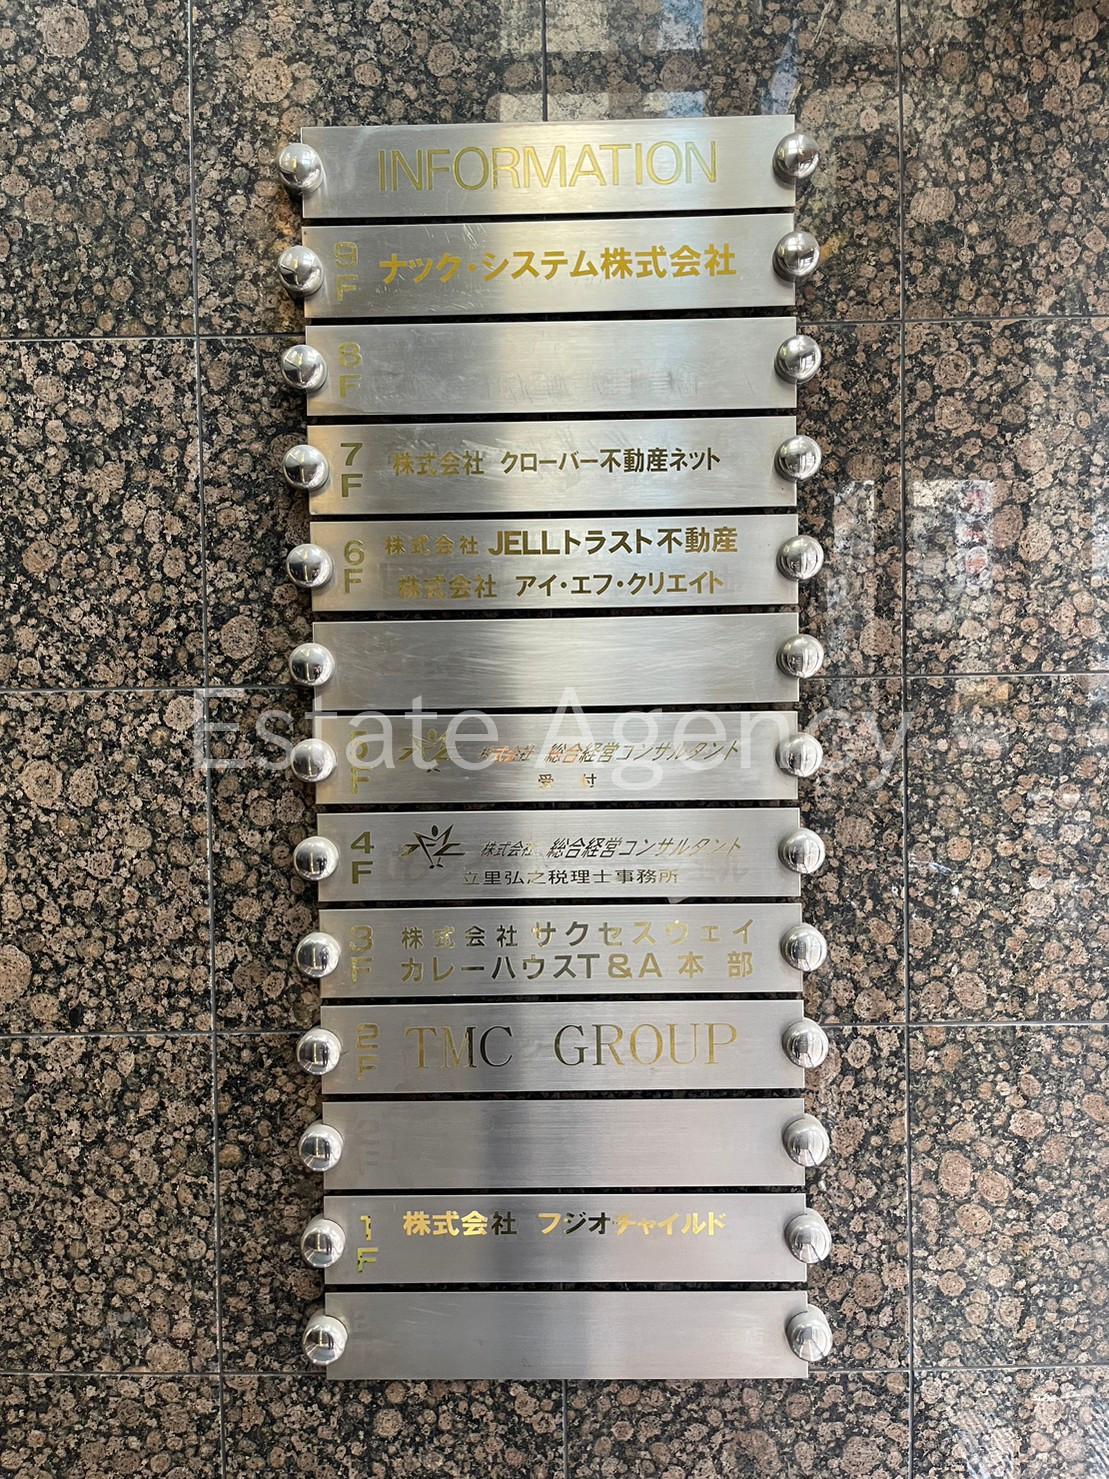 INFORMATION
9F ナック・システム株式会社
8F
7F 株式会社 クローバー不動産ネット
6F 株式会社 JELLトラスト不動産
株式会社 アイ・エフ・クリエイト
Estate Agency
5F 株式会社 総合経営コンサルタント
受付
4F 株式会社 総合経営コンサルタント
立里弘之税理士事務所
3F 株式会社サクセスウェイ
カレーハウスT&A本部
2F TMC GROUP
2F
1F 株式会社 フジオチャイルド